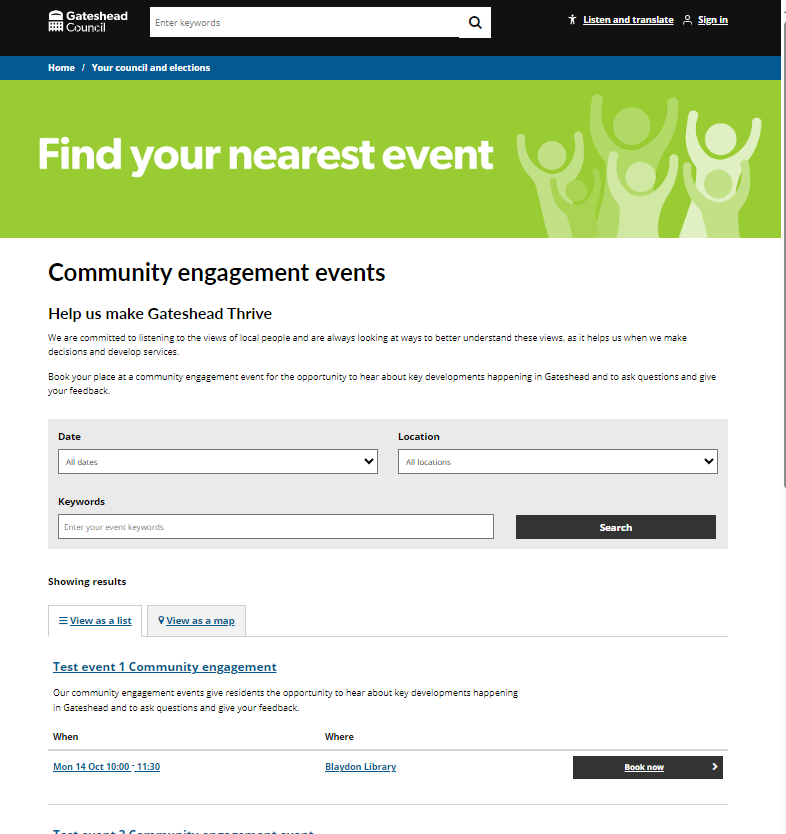 Gateshead
Council
Enter keywords
Listen and translate
Sign in
Home / Your council and elections
Find your nearest event
Community engagement events
Help us make Gateshead Thrive
We are committed to listening to the views of local people and are always looking at ways to better understand these views, as it helps us when we make
decisions and develop services.
Book your place at a community engagement event for the opportunity to hear about key developments happening in Gateshead and to ask questions and give
your feedback.
Date
Location
All dates
All locations
Keywords
Enter your event keywords
Search
Showing results
View as a list
View as a map
Test event 1 Community engagement
Our community engagement events give residents the opportunity to hear about key developments happening
in Gateshead and to ask questions and give your feedback.
When
Where
Mon 14 Oct 10:00 - 11:30
Blaydon Library
Book now
Test event 2 Community engagement event